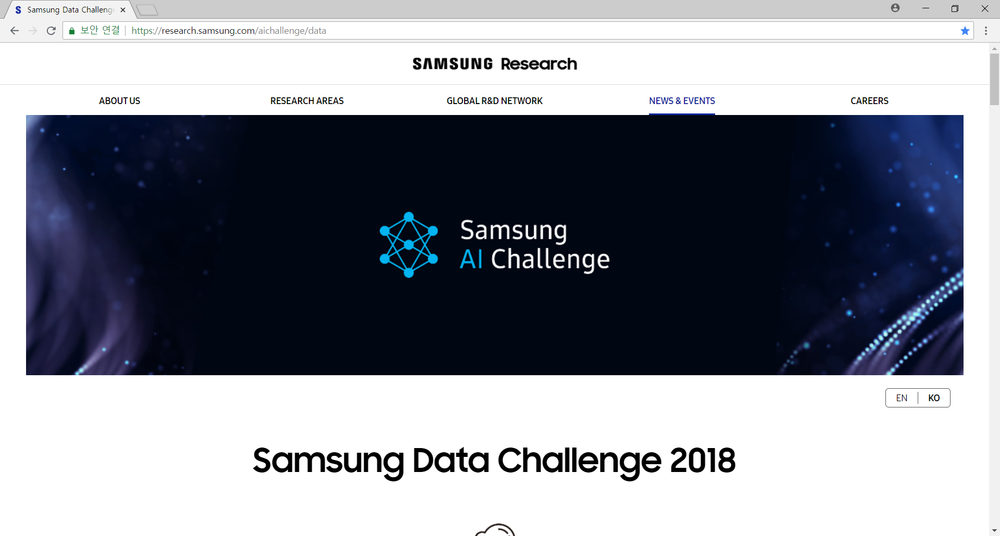 Samsung Data Challeng
보안 연결
https://research.samsung.com/aichallenge/data
SAMSUNG Research
ABOUT US
RESEARCH AREAS
GLOBAL R&D NETWORK
NEWS & EVENTS
CAREERS
Samsung
AI Challenge
EN
KO
Samsung Data Challenge 2018